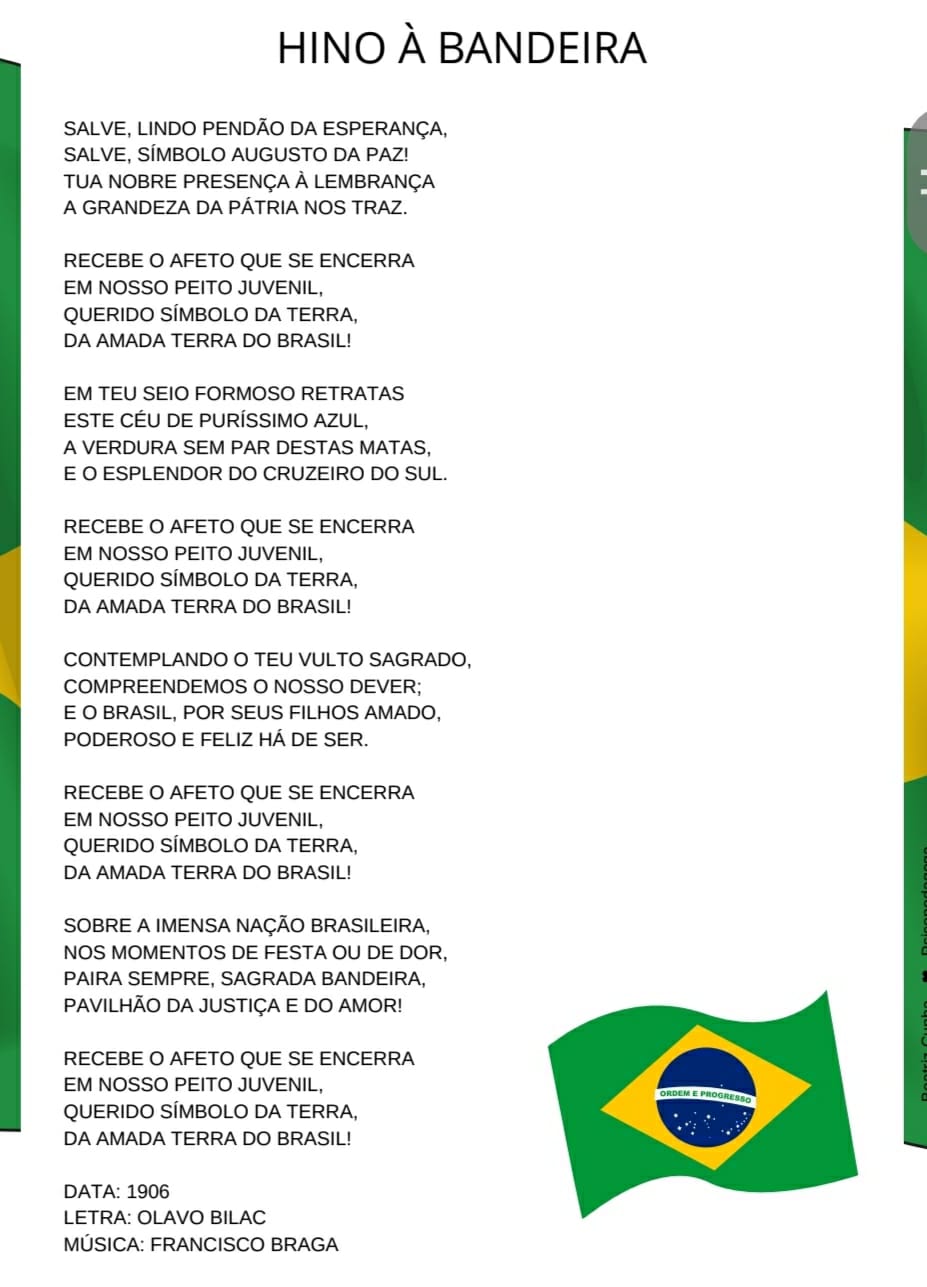 HINO À BANDEIRA
SALVE, LINDO PENDÃO DA ESPERANÇA,
SALVE, SÍMBOLO AUGUSTO DA PAZ!
TUA NOBRE PRESENÇA À LEMBRANÇA
A GRANDEZA DA PÁTRIA NOS TRAZ.
RECEBE O AFETO QUE SE ENCERRA
EM NOSSO PEITO JUVENIL,
QUERIDO SÍMBOLO DA TERRA,
DA AMADA TERRA DO BRASIL!
EM TEU SEIO FORMOSO RETRATAS
ESTE CÉU DE PURÍSSIMO AZUL,
A VERDURA SEM PAR DESTAS MATAS,
E O ESPLENDOR DO CRUZEIRO DO SUL.
RECEBE O AFETO QUE SE ENCERRA
EM NOSSO PEITO JUVENIL,
QUERIDO SÍMBOLO DA TERRA,
DA AMADA TERRA DO BRASIL!
CONTEMPLANDO O TEU VULTO SAGRADO,
COMPREENDEMOS O NOSSO DEVER;
E O BRASIL, POR SEUS FILHOS AMADO,
PODEROSO E FELIZ HÁ DE SER.
RECEBE O AFETO QUE SE ENCERRA
EM NOSSO PEITO JUVENIL,
QUERIDO SÍMBOLO DA TERRA,
DA AMADA TERRA DO BRASIL!
SOBRE A IMENSA NAÇÃO BRASILEIRA,
NOS MOMENTOS DE FESTA OU DE DOR,
PAIRA SEMPRE, SAGRADA BANDEIRA,
PAVILHÃO DA JUSTIÇA E DO AMOR!
RECEBE O AFETO QUE SE ENCERRA
EM NOSSO PEITO JUVENIL,
QUERIDO SÍMBOLO DA TERRA,
DA AMADA TERRA DO BRASIL!
DATA: 1906
LETRA: OLAVO BILAC
MÚSICA: FRANCISCO BRAGA
ORDEM E PROGRESSO